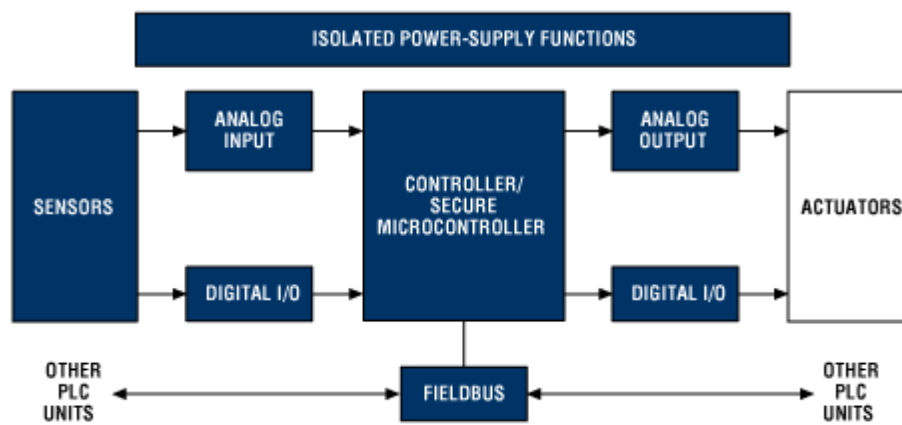 ISOLATED POWER-SUPPLY FUNCTIONS
SENSORS
ANALOG
INPUT
CONTROLLER/
SECURE
MICROCONTROLLER
ANALOG
OUTPUT
ACTUATORS
DIGITAL I/O
DIGITAL I/O
OTHER
PLC
UNITS
FIELDBUS
OTHER
PLC
UNITS